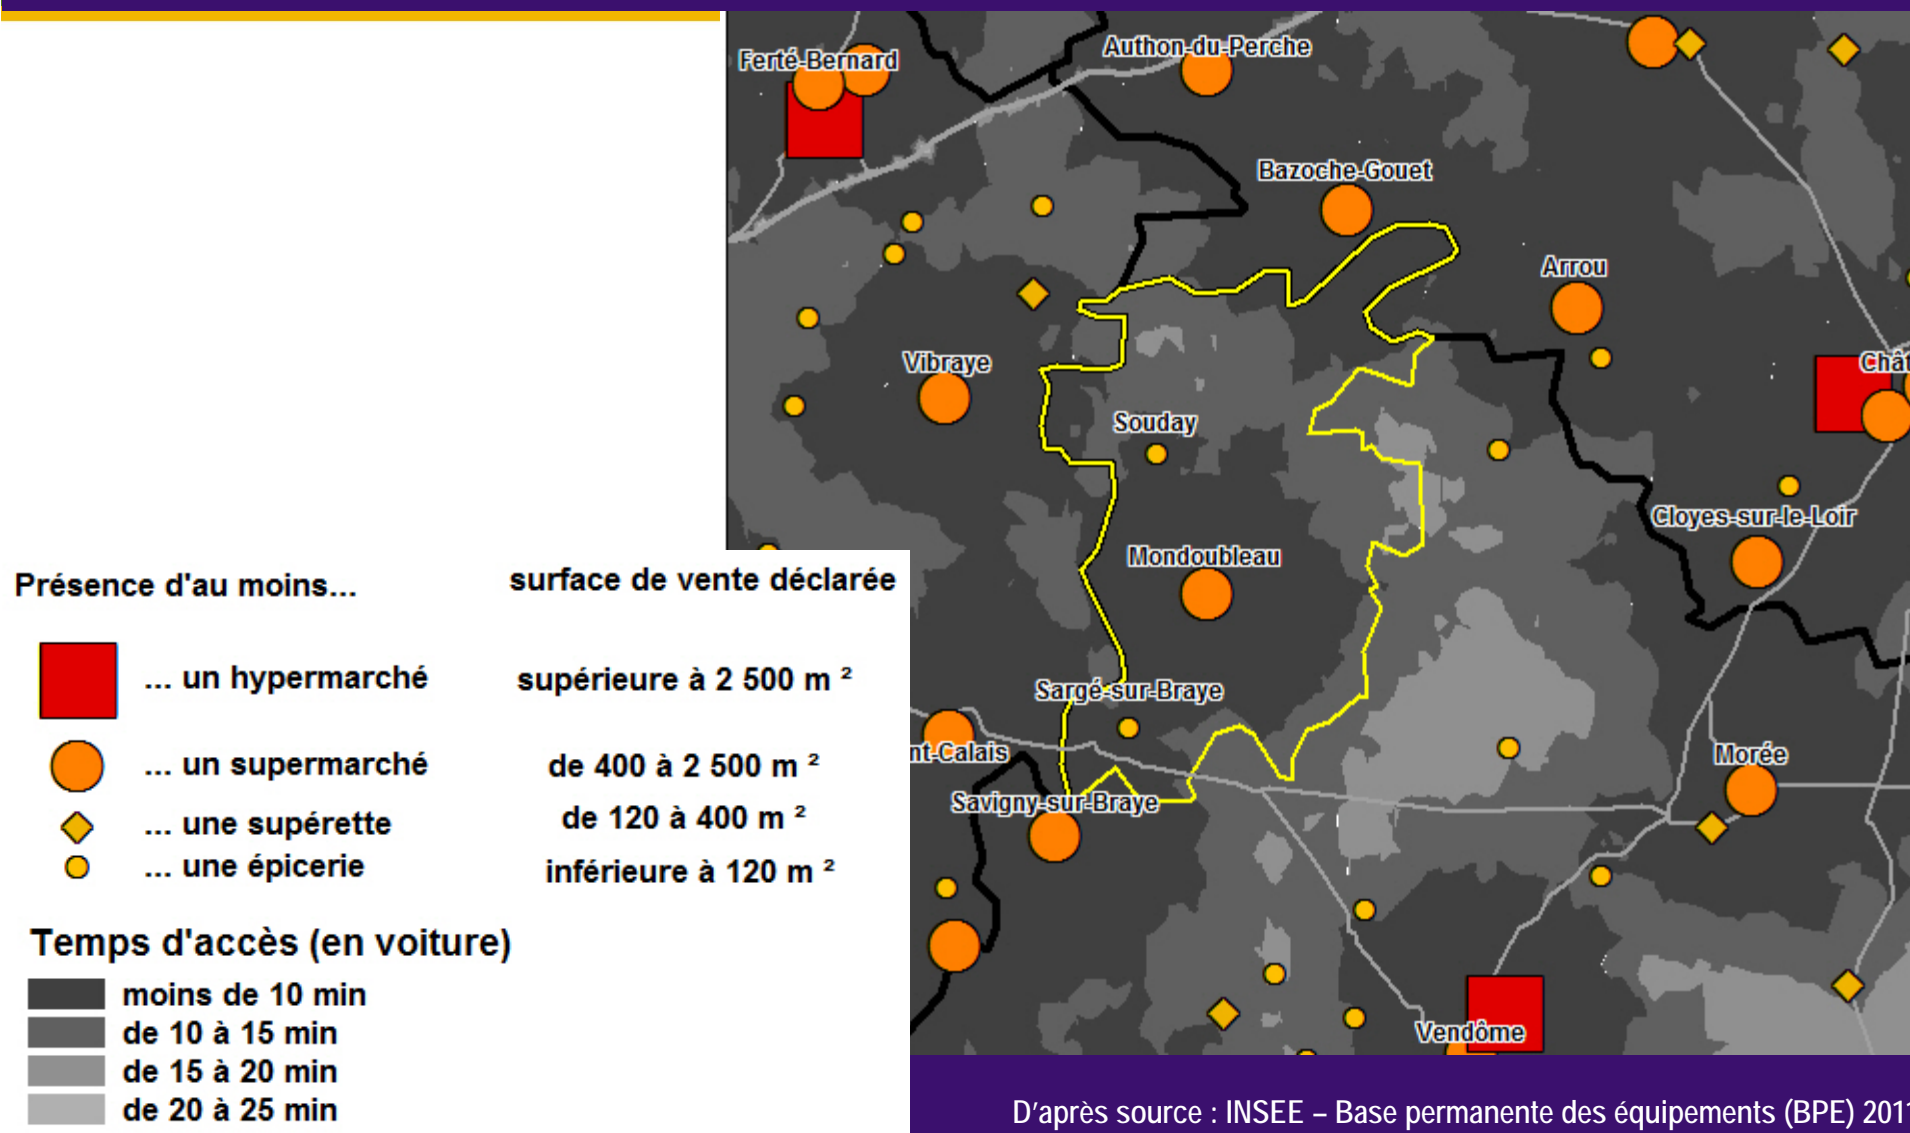 Ferté-Bernard
Authon-du-Perche
Bazoche-Gouet
Arrou
Vibraye
Chât
Souday
Cloyes-sur-le-Loir
Mondoubleau
Sargé-sur-Braye
nt-Calais
Morée
Savigny-sur-Braye
Vendôme
Présence d'au moins... surface de vente déclarée
... un hypermarché supérieure à 2 500 m ²
... un supermarché de 400 à 2 500 m ²
... une supérette de 120 à 400 m ²
... une épicerie inférieure à 120 m ²
Temps d'accès (en voiture)
moins de 10 min
de 10 à 15 min
de 15 à 20 min
de 20 à 25 min
D'après source : INSEE – Base permanente des équipements (BPE) 2011